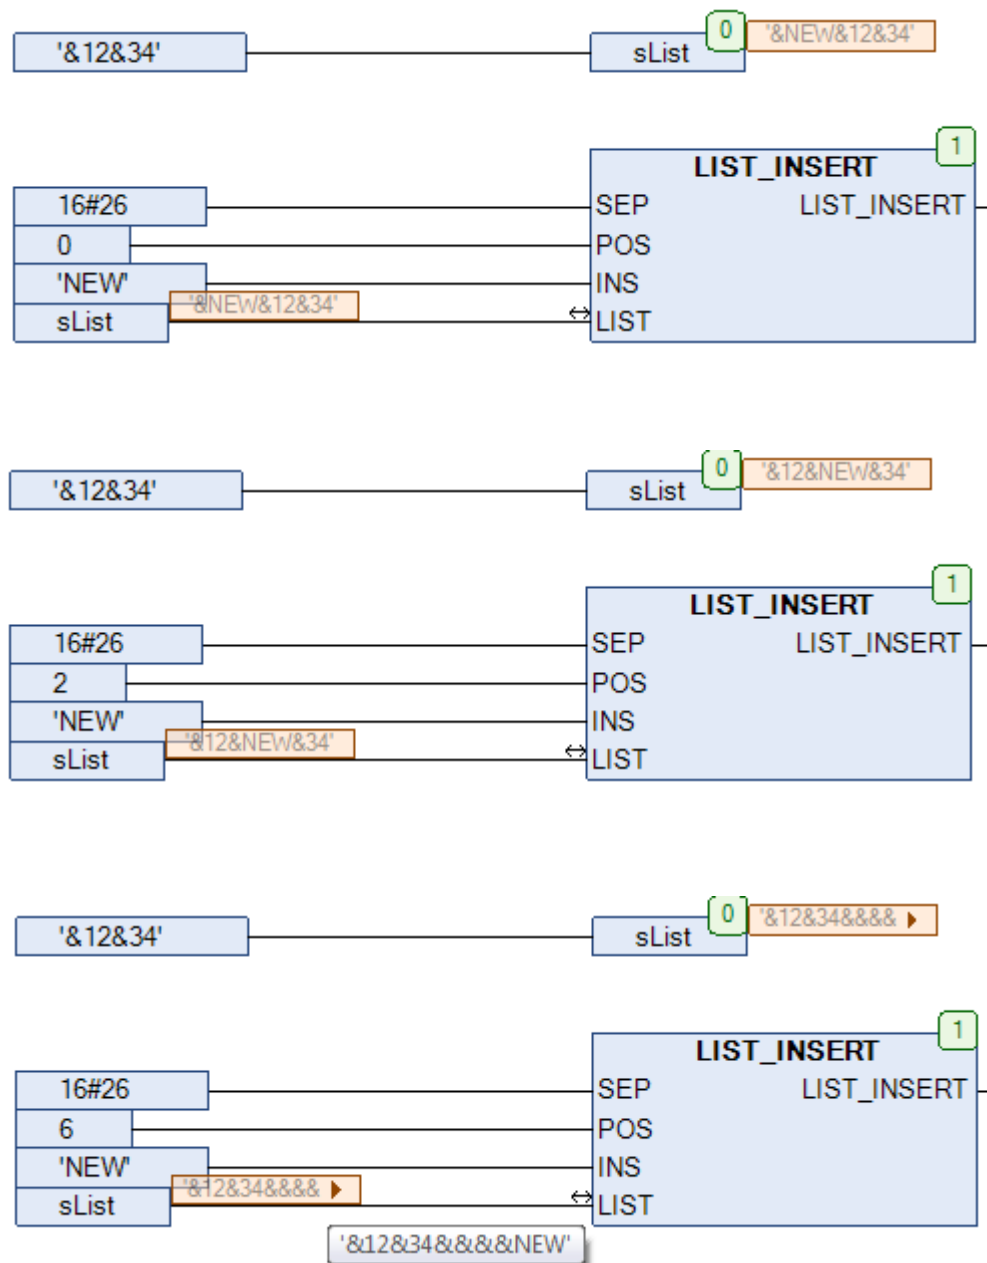 '&12&34' sList 0 '&NEW&12&34'
1
LIST_INSERT
16#26 SEP LIST_INSERT
0 POS
'NEW' INS
'&NEW&12&34'
sList LIST
'&12&34' sList 0 '&12&NEW&34'
1
LIST_INSERT
16#26 SEP LIST_INSERT
2 POS
'NEW' INS
'&12&NEW&34'
sList LIST
'&12&34' sList 0 '&12&34&&&&
1
LIST_INSERT
16#26 SEP LIST_INSERT
6 POS
'NEW' INS
'&12&34&&&&
sList LIST
'&12&34&&&&NEW'